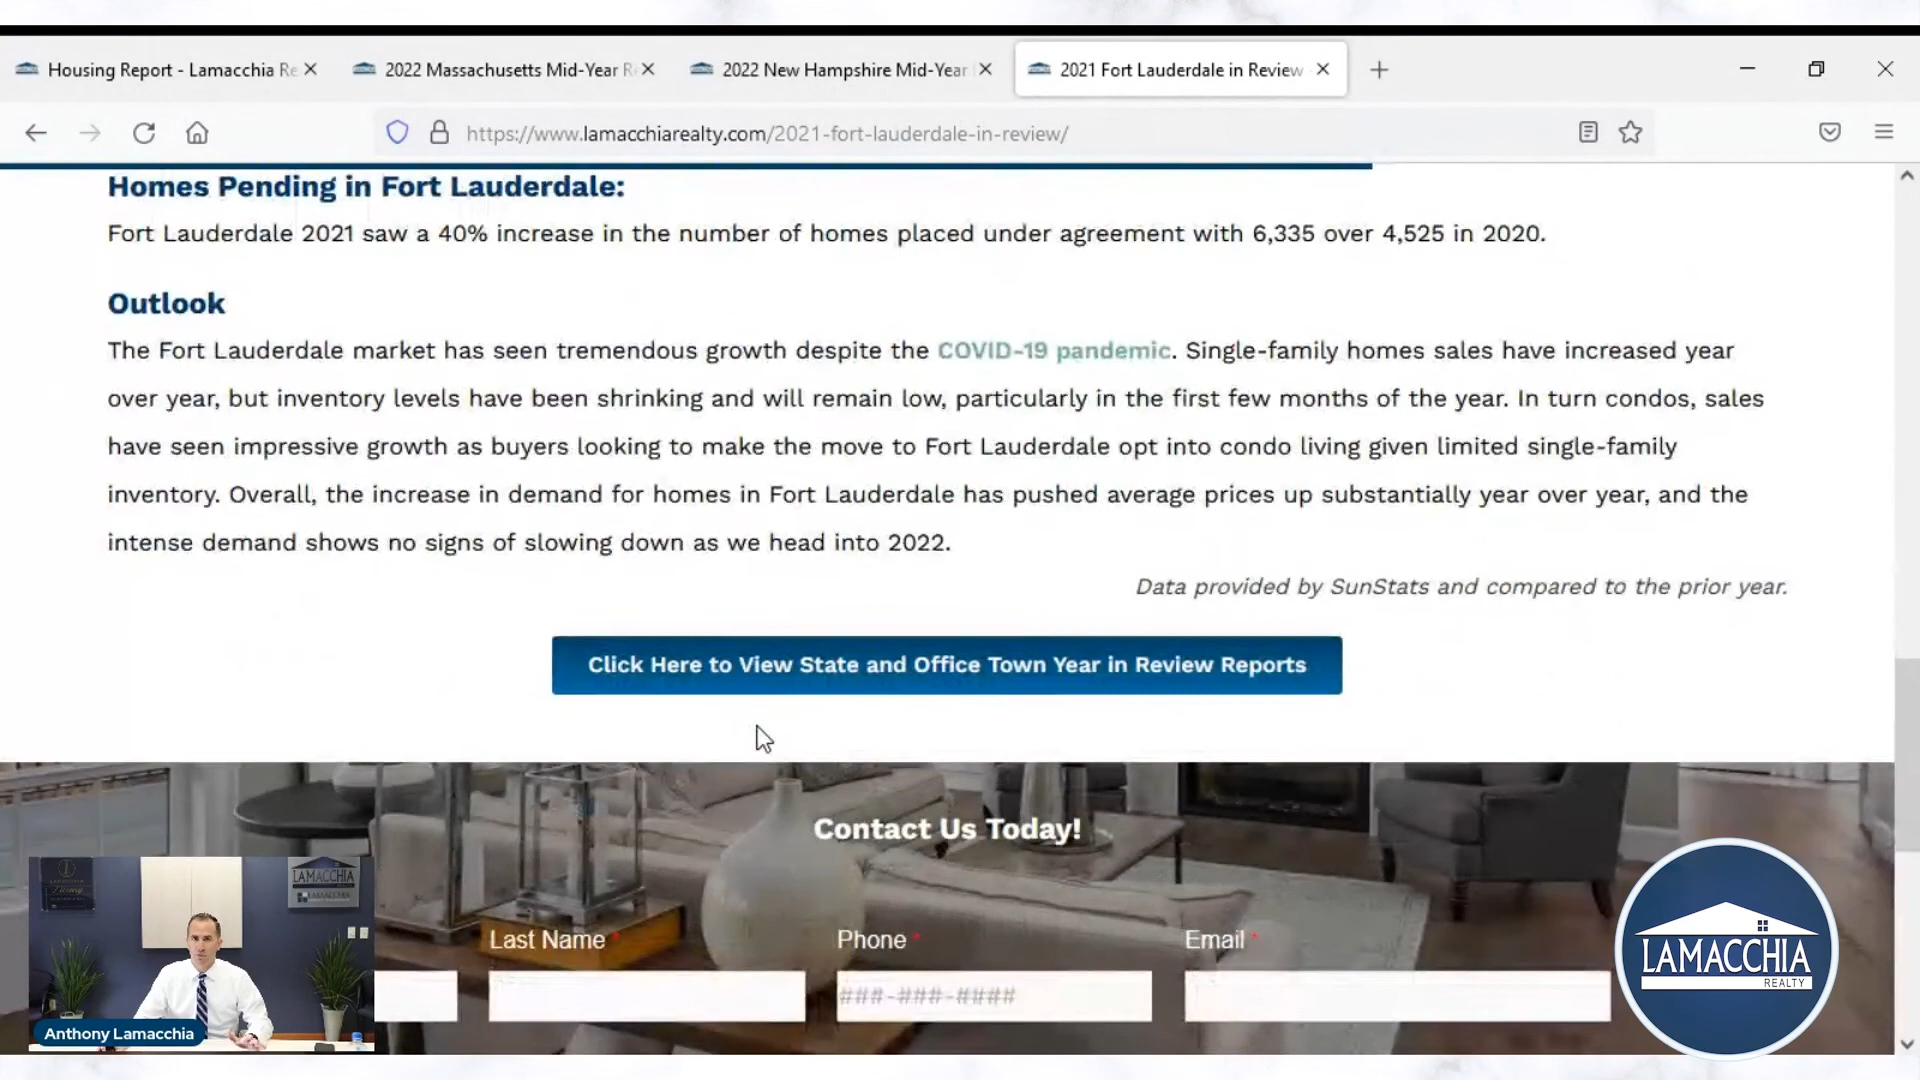 Housing Report - Lamacchia Re
2022 Massachusetts Mid-Year R
2022 New Hampshire Mid-Year
2021 Fort Lauderdale in Review
https://www.lamacchiarealty.com/2021-fort-lauderdale-in-review/
Homes Pending in Fort Lauderdale:
Fort Lauderdale 2021 saw a 40% increase in the number of homes placed under agreement with 6,335 over 4,525 in 2020.
Outlook
The Fort Lauderdale market has seen tremendous growth despite the COVID-19 pandemic. Single-family homes sales have increased year
over year, but inventory levels have been shrinking and will remain low, particularly in the first few months of the year. In turn condos, sales
have seen impressive growth as buyers looking to make the move to Fort Lauderdale opt into condo living given limited single-family
inventory. Overall, the increase in demand for homes in Fort Lauderdale has pushed average prices up substantially year over year, and the
intense demand shows no signs of slowing down as we head into 2022.
Data provided by SunStats and compared to the prior year.
Click Here to View State and Office Town Year in Review Reports
Contact Us Today!
Last Name *
Phone *
Email *
###-###-####
LAMACCHIA
Anthony Lamacchia
LAMACCHIA
REALTY